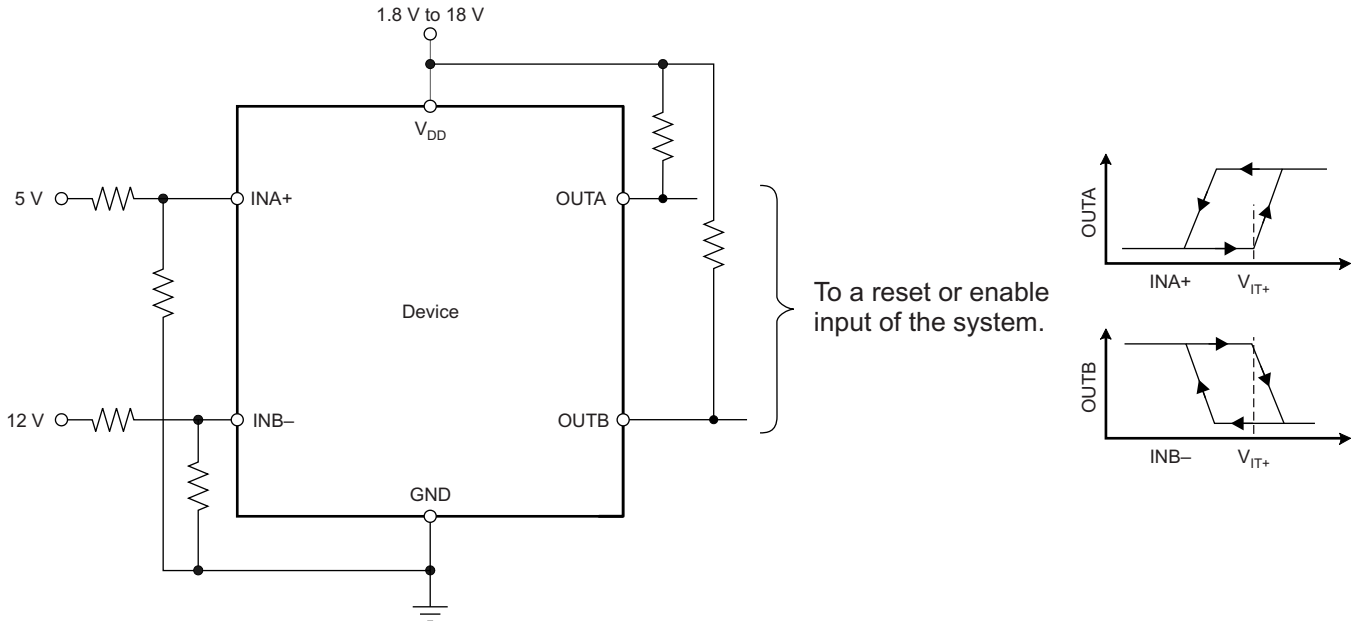 1.8 V to 18 V
V_DD
5 V
INA+
OUTA
Device
To a reset or enable
input of the system.
12 V
INB–
OUTB
GND
OUTA
INA+
V_IT+
OUTB
INB–
V_IT+